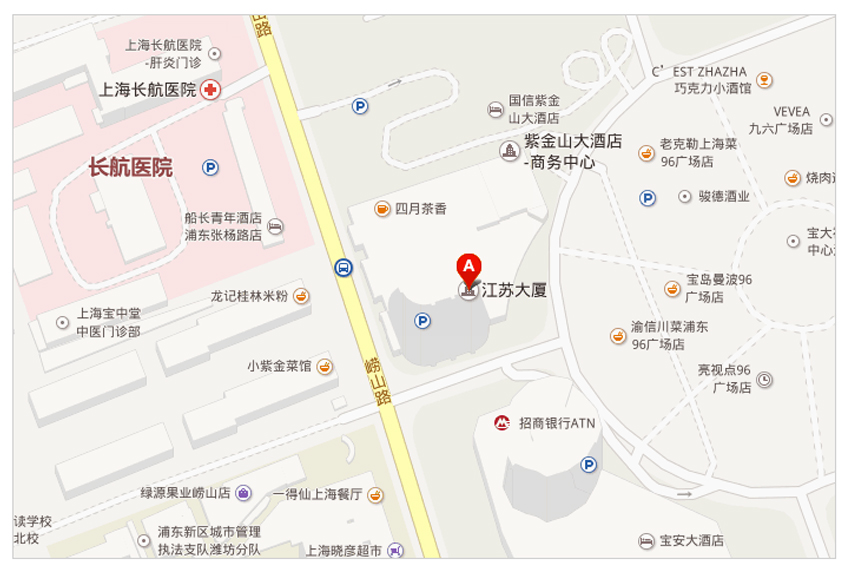 山路
上海长航医院
-肝炎门诊
上海长航医院
P
长航医院
P
船长青年酒店
浦东张杨路店
国信紫金
山大酒店
紫金山大酒店
-商务中心
C' EST ZHAZHA
巧克力小酒馆
VEVEA
九六广场店
老克勒上海菜
96广场店
烧肉
P
骏德酒业
四月茶香
宝大
中心
A
江苏大厦
龙记桂林米粉
宝岛曼波96
广场店
上海宝中堂
中医门诊部
P
渝信川菜浦东
96广场店
小紫金菜馆
崂山路
亮视点96
广场店
招商银行ATN
P
绿源果业崂山店
一得仙上海餐厅
读学校
北校
浦东新区城市管理
执法支队潍坊分队
上海晓彦超市
宝安大酒店